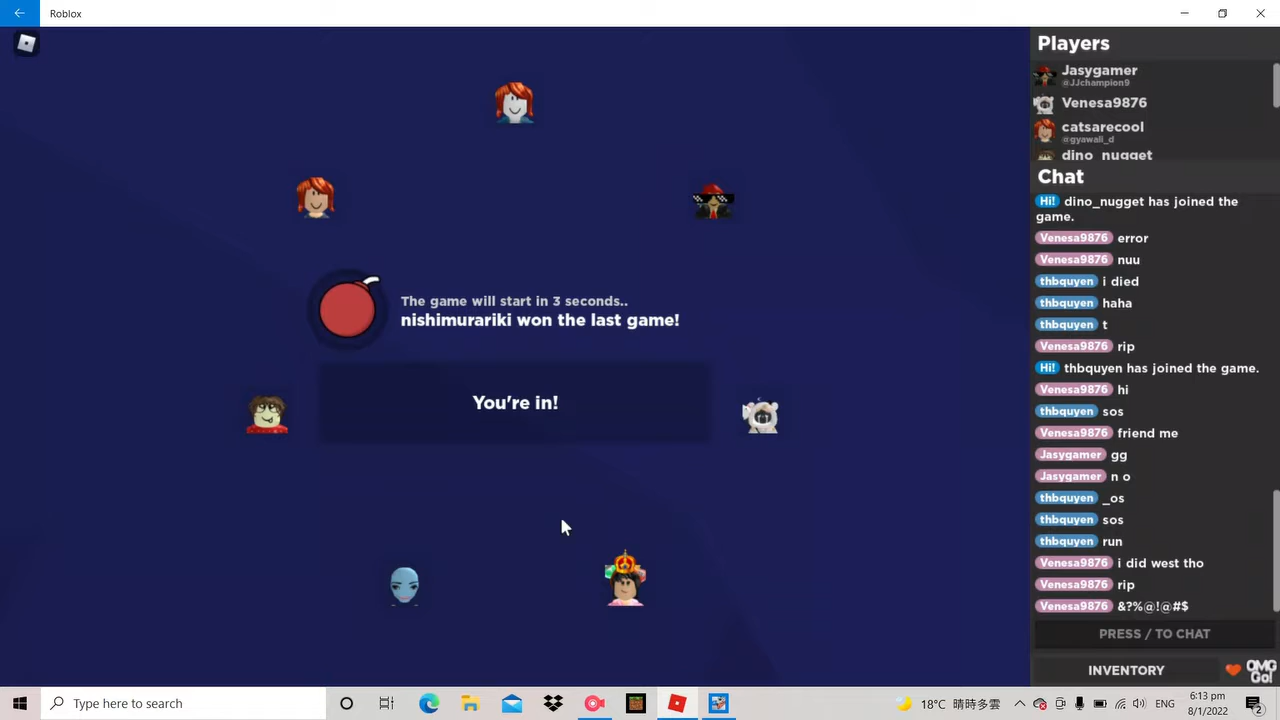 Roblox
Players
Jasygamer
@JJchampion9
Venesa9876
catsarecool
@gyawali_d
dino_nugget
Chat
Hi! dino_nugget has joined the
game.
Venesa9876 error
Venesa9876 nuu
thbquyen i died
thbquyen haha
thbquyen t
Venesa9876 rip
Hi! thbquyen has joined the game.
Venesa9876 hi
thbquyen sos
Venesa9876 friend me
Jasygamer gg
Jasygamer n o
thbquyen _os
thbquyen sos
thbquyen run
Venesa9876 i did west tho
Venesa9876 rip
Venesa9876 &?%@!@#$
PRESS / TO CHAT
INVENTORY
OMG
Go!
The game will start in 3 seconds..
nishimurariki won the last game!
You're in!
Type here to search
18°C 晴時多雲
ENG
6:13 pm
8/1/2022
2